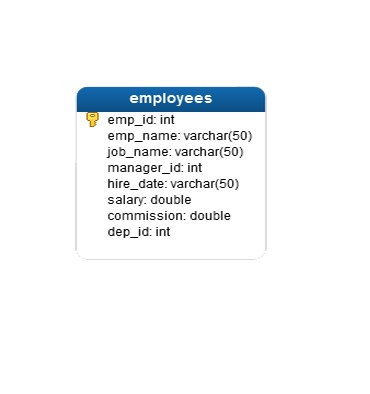 employees
emp_id: int
emp_name: varchar(50)
job_name: varchar(50)
manager_id: int
hire_date: varchar(50)
salary: double
commission: double
dep_id: int